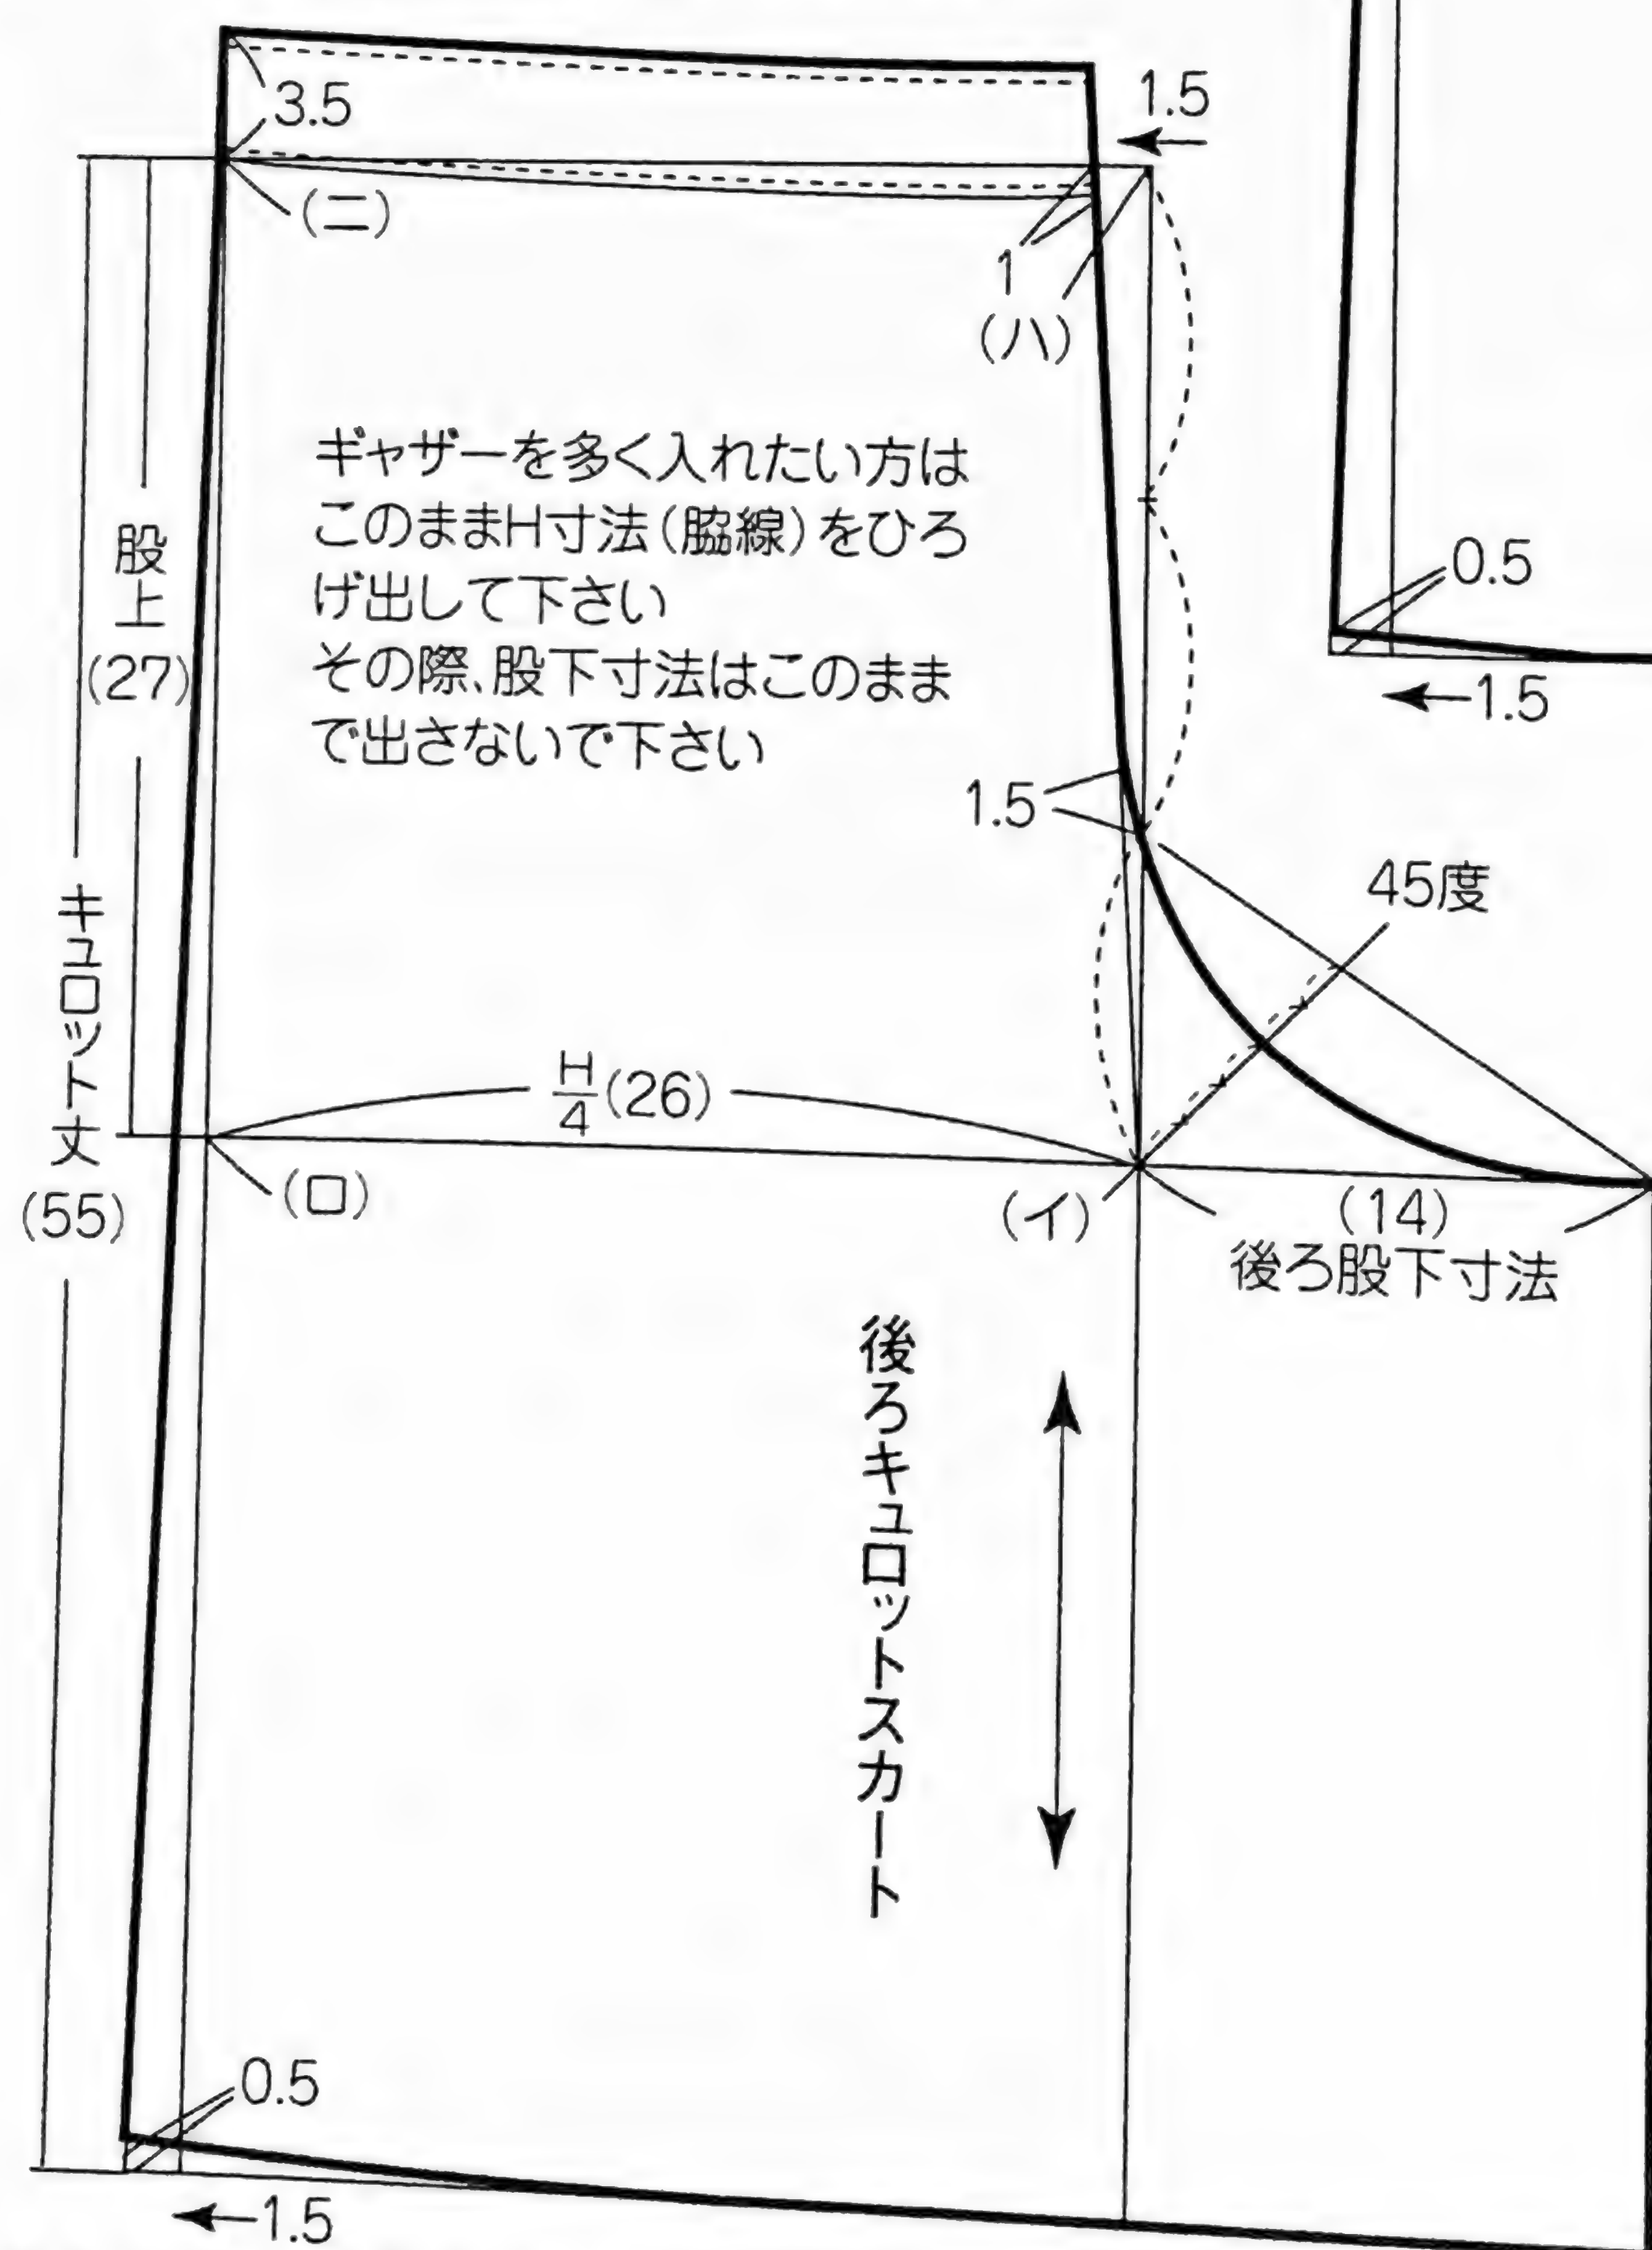 3.5
1.5
(ニ)
1
(ハ)
ギャザーを多く入れたい方は
このままH寸法(脇線)をひろ
げ出して下さい
その際、股下寸法はこのまま
で出さないで下さい
股上
(27)
0.5
1.5
1.5
45度
キュロット丈
(55)
H/4(26)
(ロ)
(イ)
(14)
後ろ股下寸法
後ろキュロットスカート
0.5
1.5